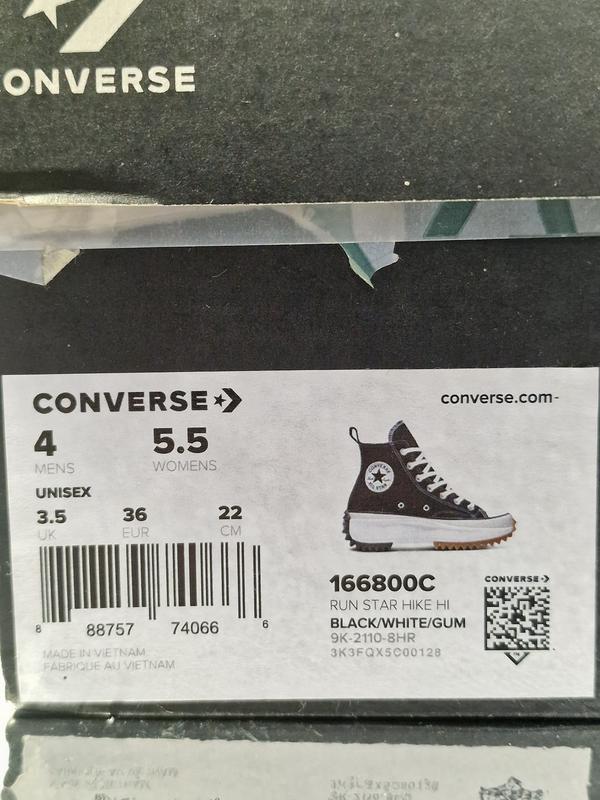 CONVERSE
CONVERSE
converse.com
4 5.5
MENS WOMENS
UNISEX
3.5 36 22
UK EUR CM
8 88757 74066 6
MADE IN VIETNAM
FABRIQUE AU VIETNAM
CONVERSE
ALL STAR
166800C
RUN STAR HIKE HI
BLACK/WHITE/GUM
9K-2110-8HR
3K3FQX5C00128
CONVERSE
TM